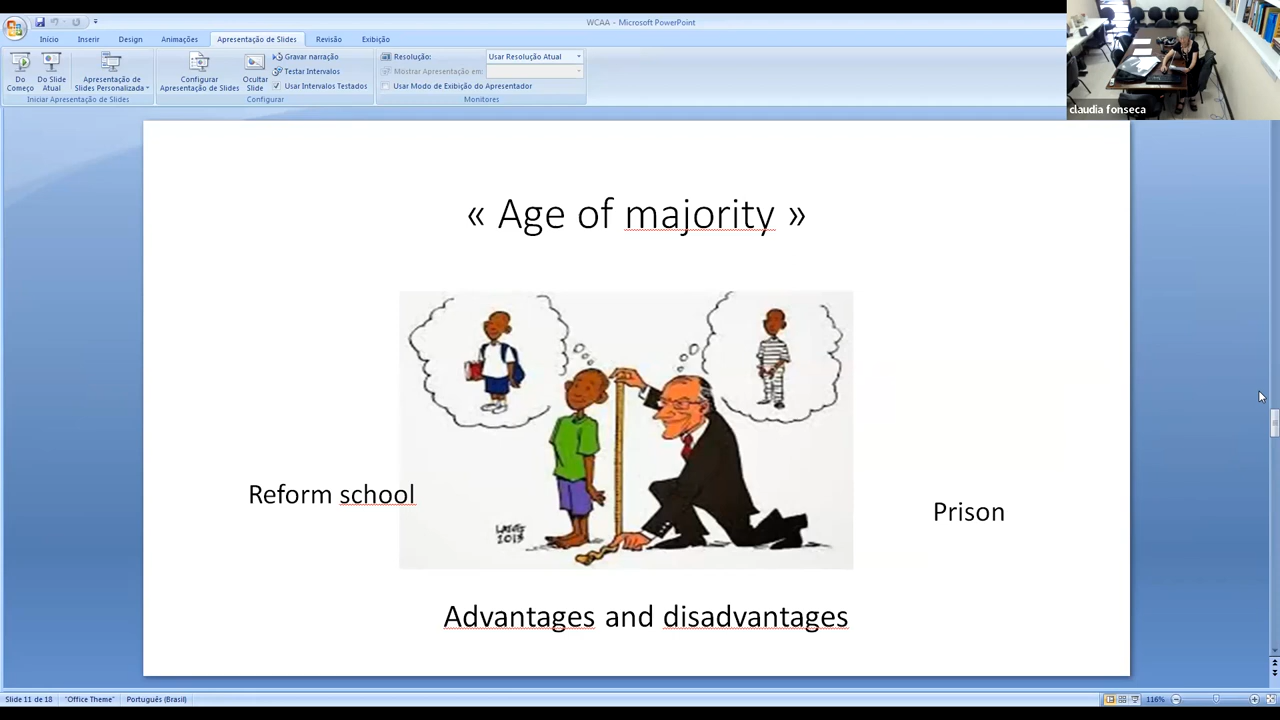 WCAA - Microsoft PowerPoint
Início Inserir Design Animações Apresentação de Slides Revisão Exibição
Do Começo
Do Slide Atual
Apresentação de Slides Personalizada
Iniciar Apresentação de Slides
Configurar Apresentação de Slides
Ocultar Slide
Gravar narração
Testar Intervalos
Usar Intervalos Testados
Configurar
Resolução: Usar Resolução Atual
Mostrar Apresentação em:
Usar Modo de Exibição do Apresentador
Monitores
claudia fonseca
« Age of majority »
Reform school
Prison
LATUFF
2013
Advantages and disadvantages
Slide 11 de 18 "Office Theme" Português (Brasil) 116%